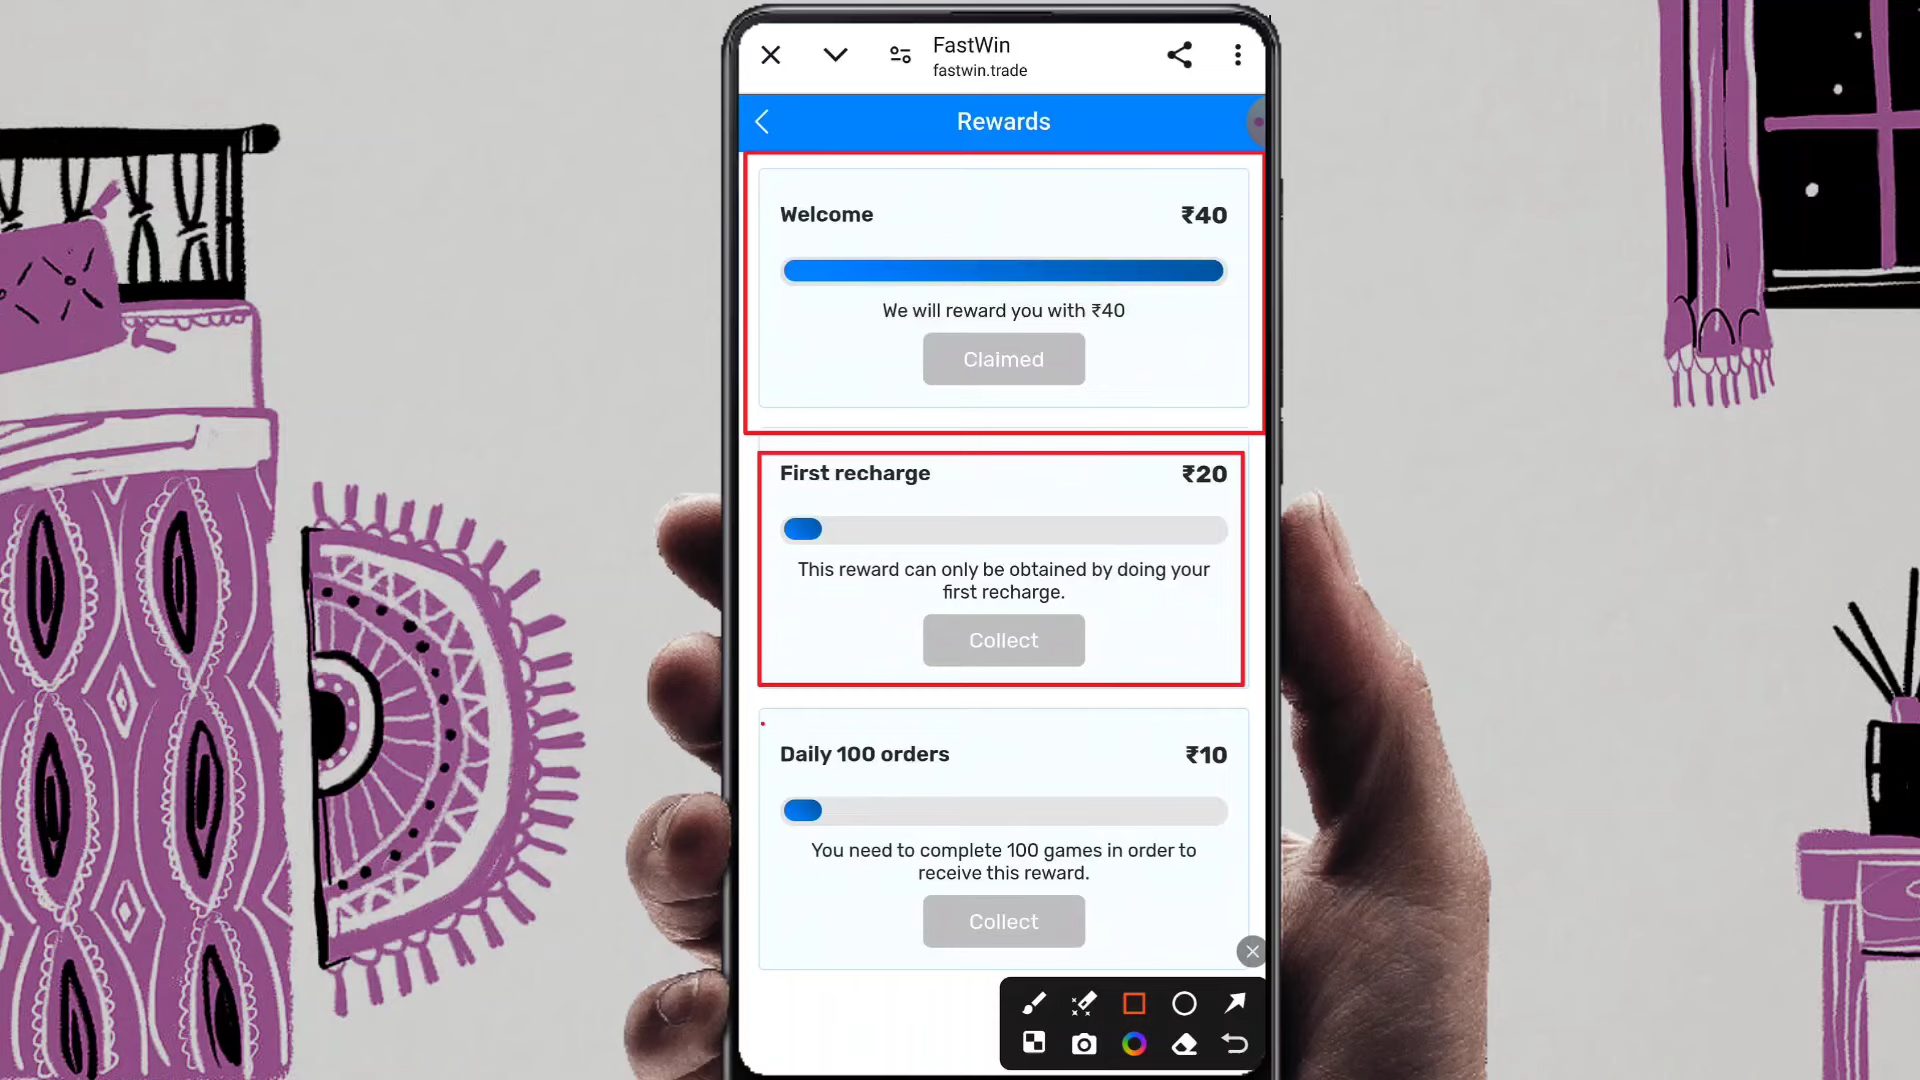 FastWin
fastwin.trade
Rewards
Welcome
₹40
We will reward you with ₹40
Claimed
First recharge
₹20
This reward can only be obtained by doing your
first recharge.
Collect
Daily 100 orders
₹10
You need to complete 100 games in order to
receive this reward.
Collect